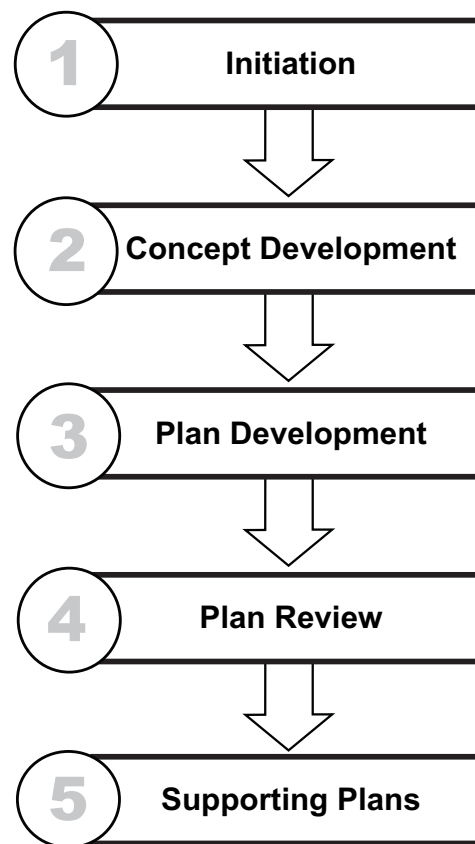 1
Initiation
2
Concept Development
3
Plan Development
4
Plan Review
5
Supporting Plans